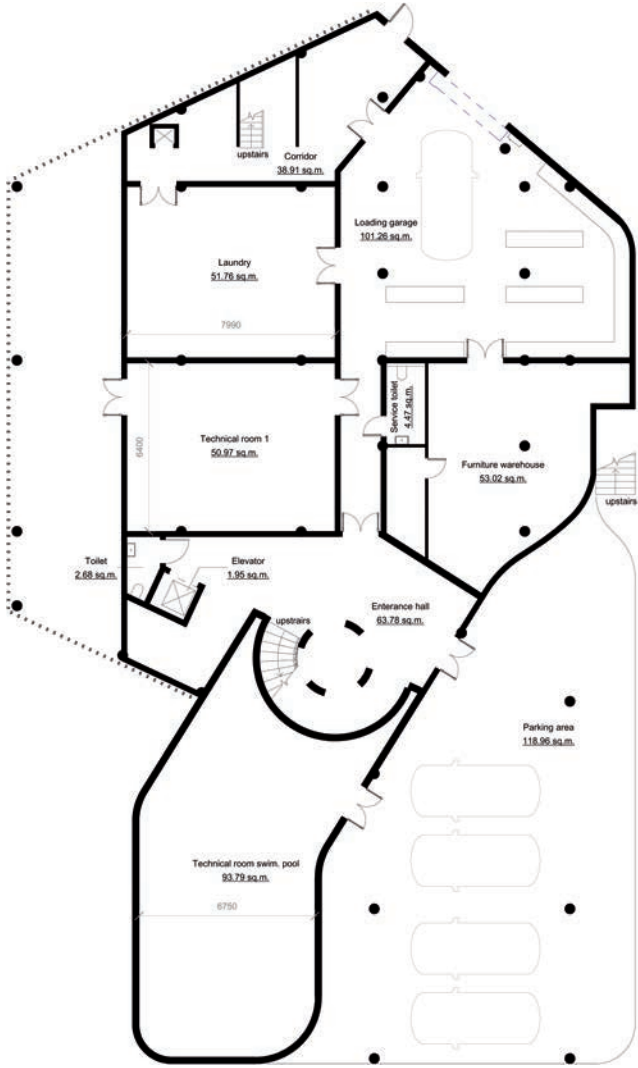 upstairs
Corridor
38.91 sq.m.
Loading garage
101.26 sq.m.
Laundry
51.76 sq.m.
7990
Technical room 1
50.97 sq.m.
6400
Service toilet
4.47 sq.m.
Furniture warehouse
53.02 sq.m.
upstairs
Toilet
2.68 sq.m.
Elevator
1.95 sq.m.
upstrairs
Enterance hall
63.78 sq.m.
Parking area
118.96 sq.m.
Technical room swim. pool
93.79 sq.m.
6750